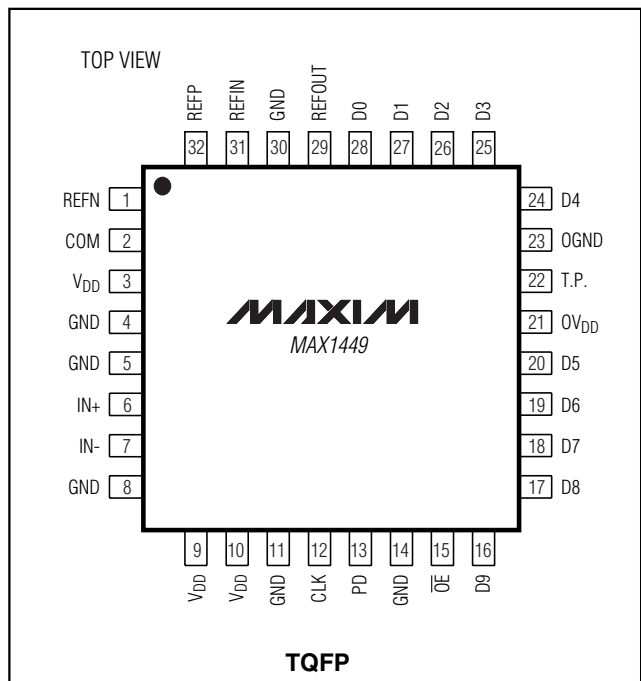 TOP VIEW
REFP REFIN GND REFOUT D0 D1 D2 D3
32 31 30 29 28 27 26 25
REFN 1 24 D4
COM 2 23 OGND
VDD 3 22 T.P.
GND 4 21 OVDD
GND 5 20 D5
IN+ 6 19 D6
IN- 7 18 D7
GND 8 17 D8
MAXIM
MAX1449
9 10 11 12 13 14 15 16
VDD VDD GND CLK PD GND O̅E̅ D9
TQFP